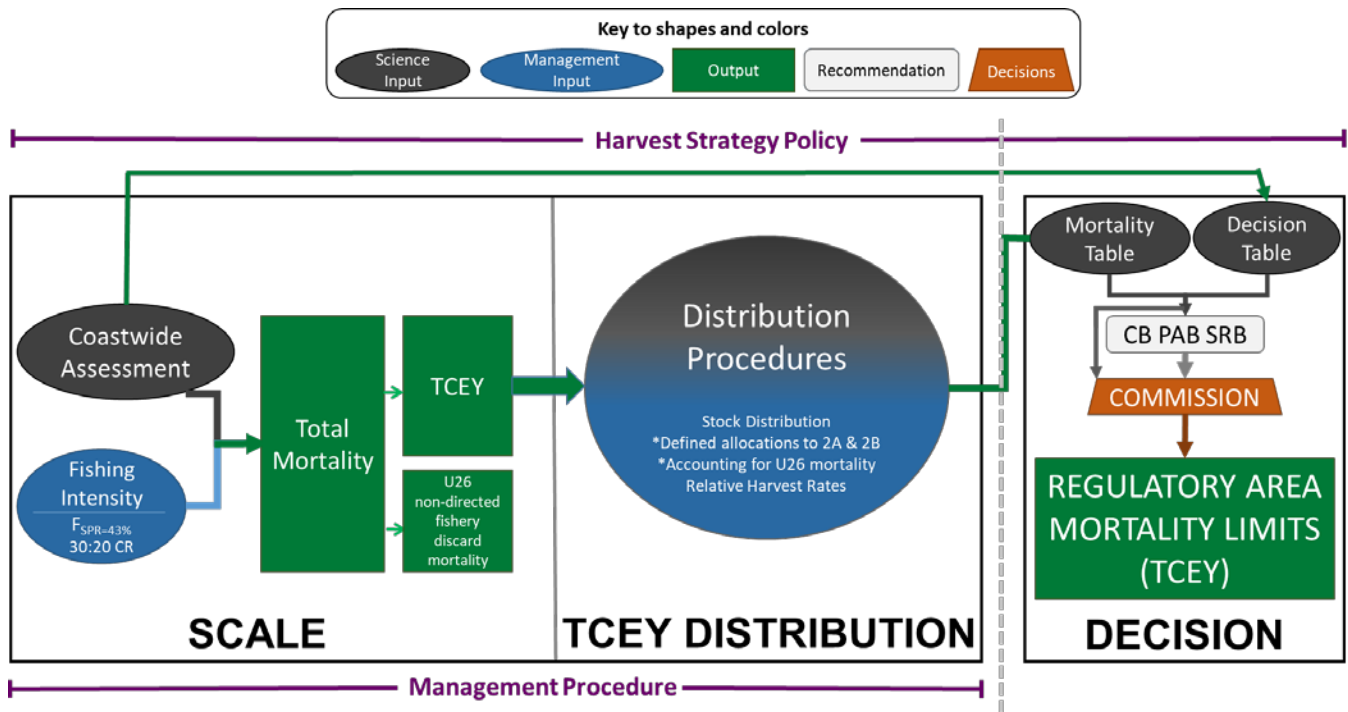 Key to shapes and colors
Science
Input
Management
Input
Output
Recommendation
Decisions
Harvest Strategy Policy
Coastwide
Assessment
Fishing
Intensity
F_SPR=43%
30:20 CR
Total
Mortality
TCEY
U26
non-directed
fishery
discard
mortality
SCALE
Distribution
Procedures
Stock Distribution
*Defined allocations to 2A & 2B
*Accounting for U26 mortality
Relative Harvest Rates
TCEY DISTRIBUTION
Mortality
Table
Decision
Table
CB PAB SRB
COMMISSION
REGULATORY AREA
MORTALITY LIMITS
(TCEY)
DECISION
Management Procedure